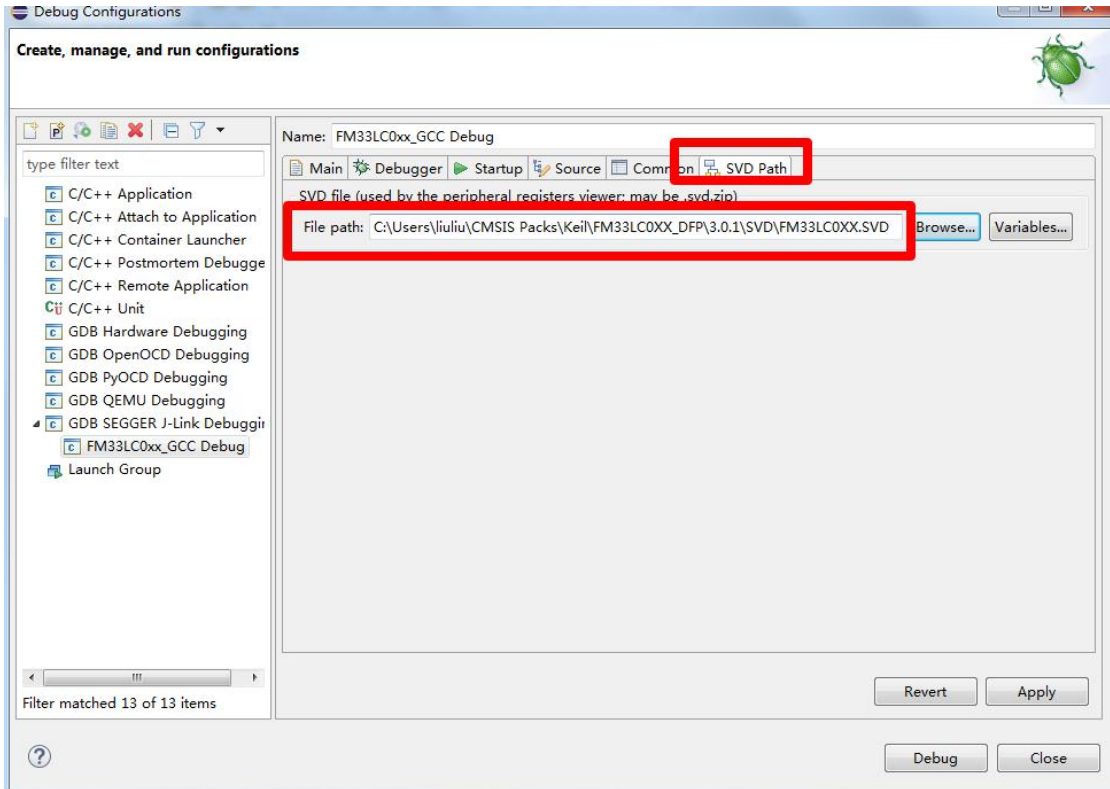 Debug Configurations
Create, manage, and run configurations
type filter text
C/C++ Application
C/C++ Attach to Application
C/C++ Container Launcher
C/C++ Postmortem Debugge
C/C++ Remote Application
C/C++ Unit
GDB Hardware Debugging
GDB OpenOCD Debugging
GDB PyOCD Debugging
GDB QEMU Debugging
GDB SEGGER J-Link Debuggin
FM33LC0xx_GCC Debug
Launch Group
Filter matched 13 of 13 items
Name: FM33LC0xx_GCC Debug
Main Debugger Startup Source Common SVD Path
SVD file (used by the peripheral registers viewer; may be .svd.zip)
File path: C:\Users\liuliu\CMSIS Packs\Keil\FM33LC0XX_DFP\3.0.1\SVD\FM33LC0XX.SVD Browse... Variables...
Revert Apply
Debug Close